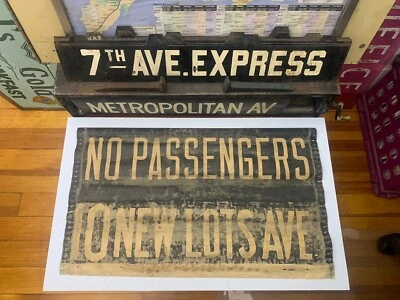 7TH AVE. EXPRESS
METROPOLITAN AV
NO PASSENGERS
TO NEW LOTS AVE